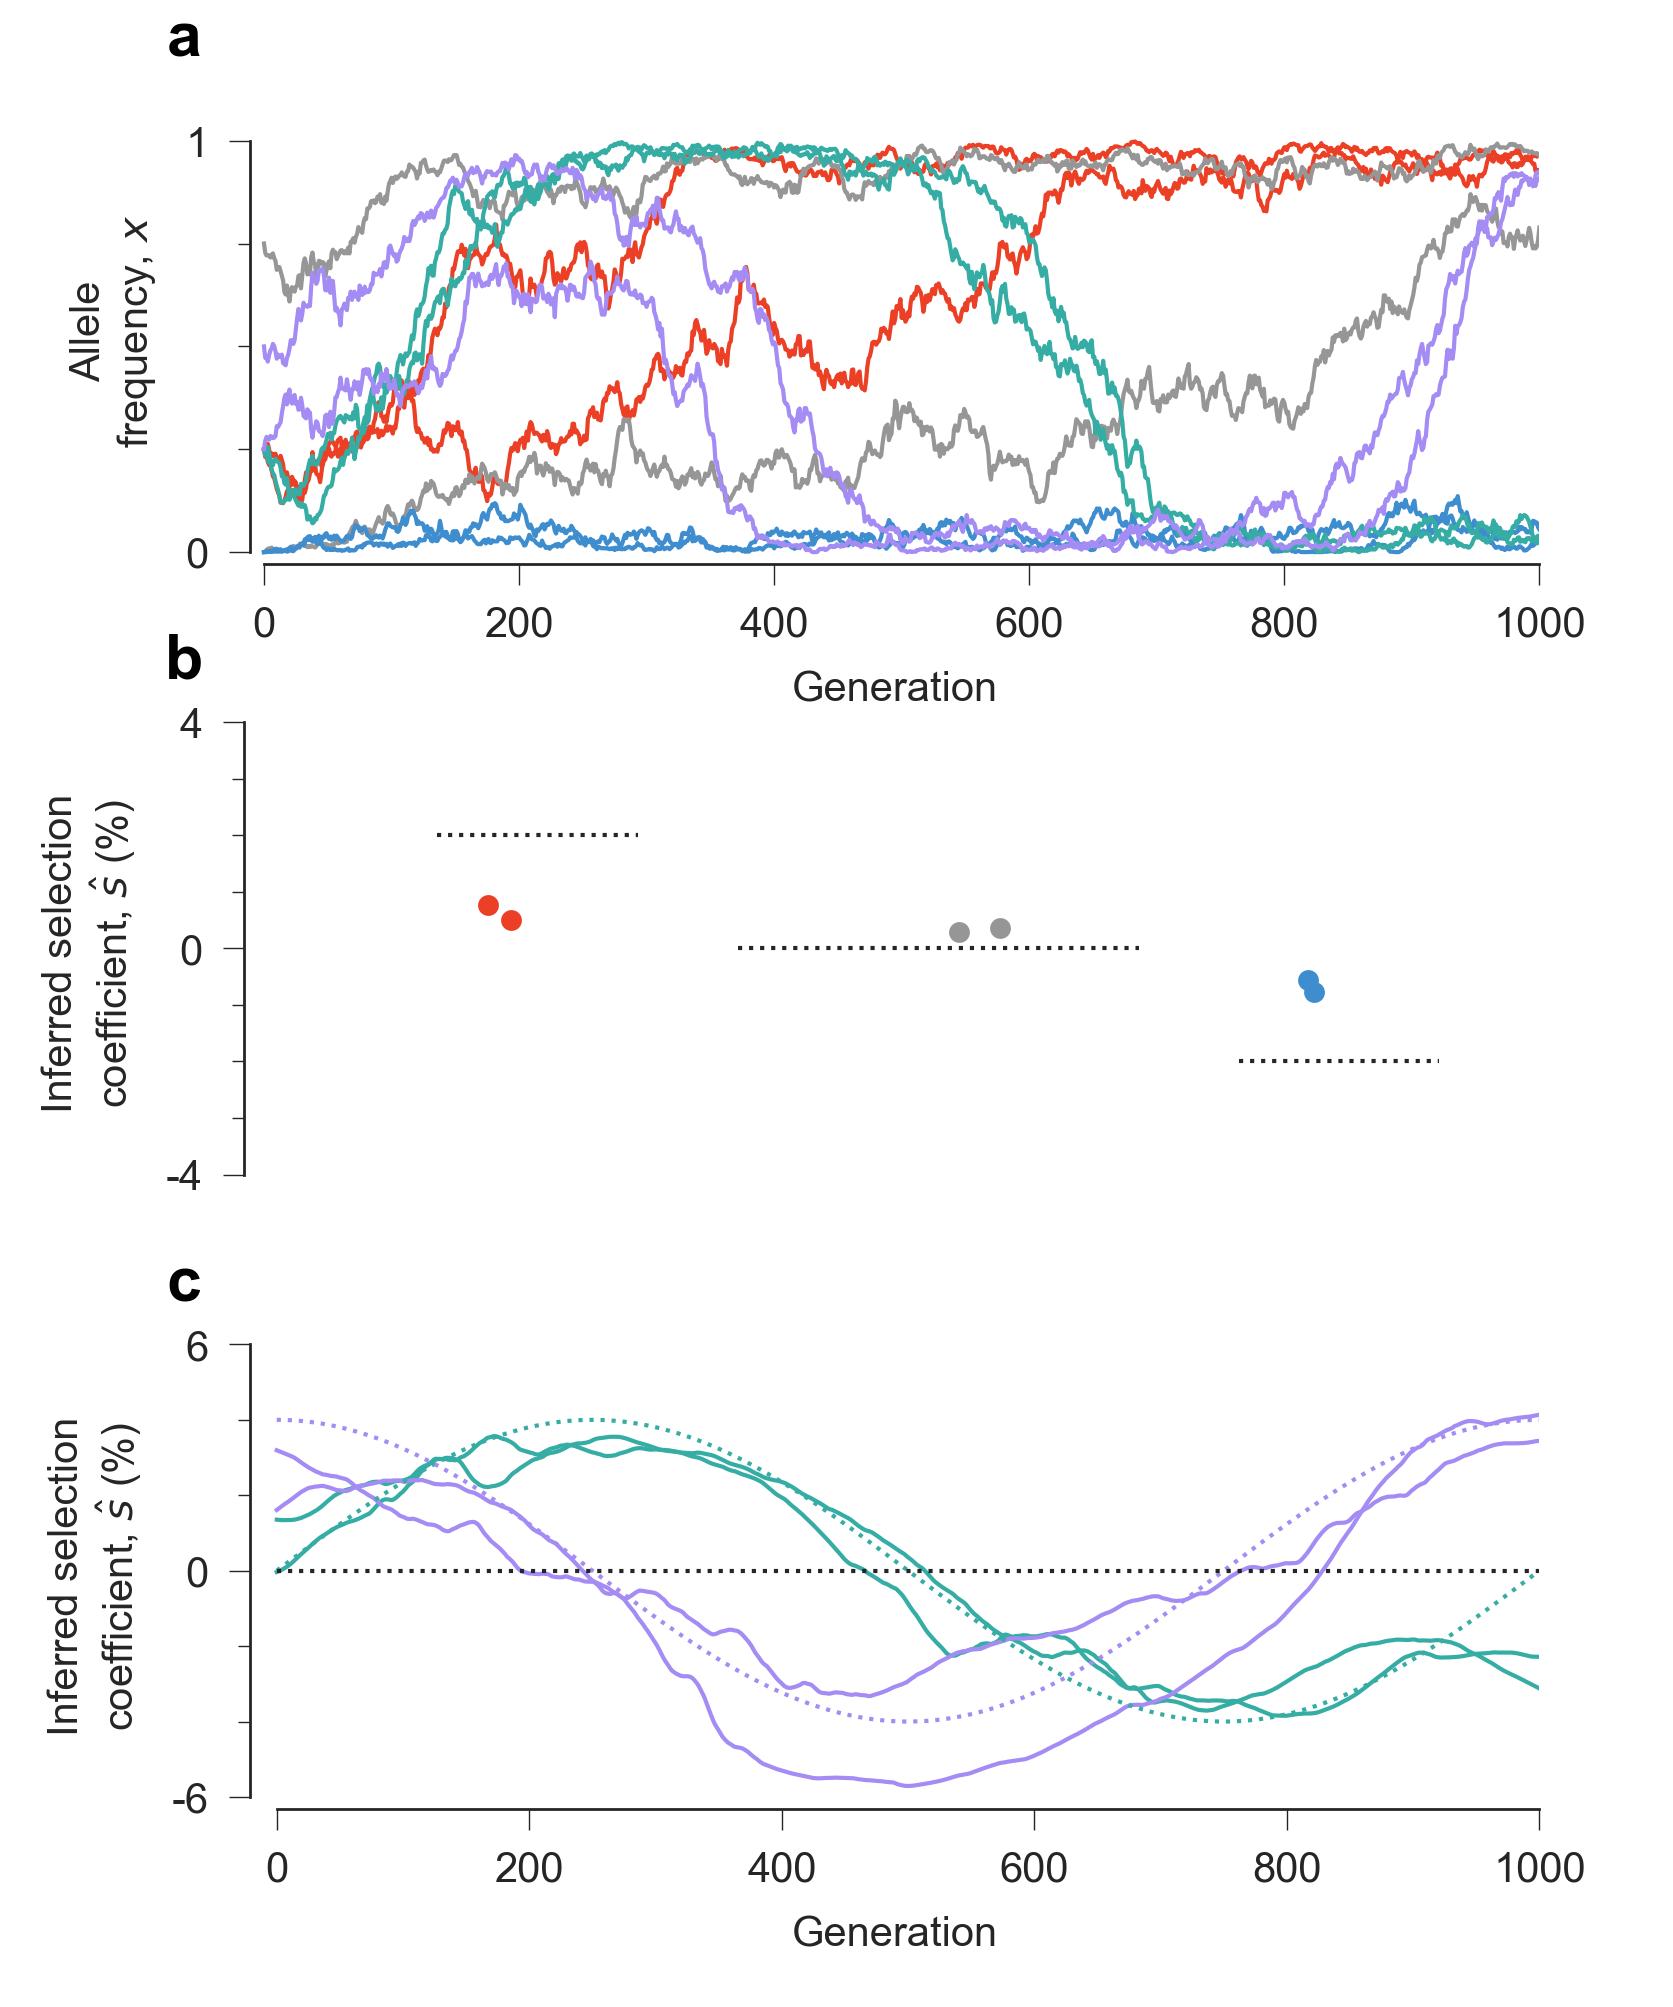 a
Allele
frequency, x
1
0
0 200 400 600 800 1000
Generation
b
Inferred selection
coefficient, ŝ (%)
4
0
-4
c
Inferred selection
coefficient, ŝ (%)
6
0
-6
0 200 400 600 800 1000
Generation